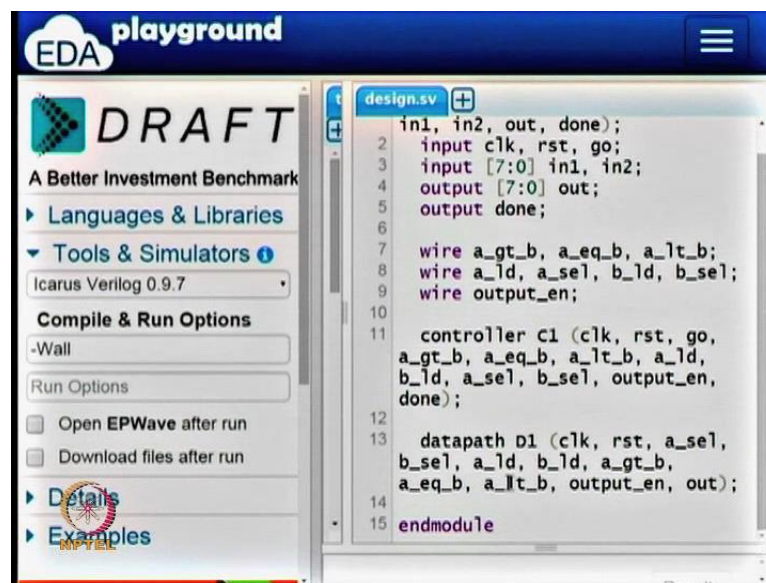 EDA playground
DRAFT
A Better Investment Benchmark
Languages & Libraries
Tools & Simulators
Icarus Verilog 0.9.7
Compile & Run Options
-Wall
Run Options
Open EPWave after run
Download files after run
Details
Examples
NPTEL
t
design.sv
in1, in2, out, done);
2 input clk, rst, go;
3 input [7:0] in1, in2;
4 output [7:0] out;
5 output done;
6
7 wire a_gt_b, a_eq_b, a_lt_b;
8 wire a_ld, a_sel, b_ld, b_sel;
9 wire output_en;
10
11 controller C1 (clk, rst, go,
a_gt_b, a_eq_b, a_lt_b, a_ld,
b_ld, a_sel, b_sel, output_en,
done);
12
13 datapath D1 (clk, rst, a_sel,
b_sel, a_ld, b_ld, a_gt_b,
a_eq_b, a_lt_b, output_en, out);
14
15 endmodule